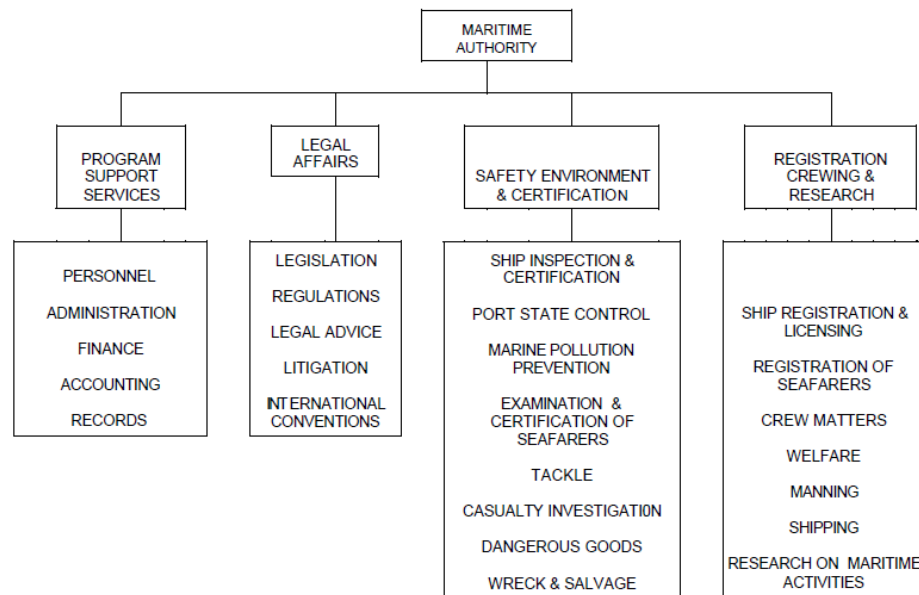 MARITIME
AUTHORITY
PROGRAM
SUPPORT
SERVICES
LEGAL
AFFAIRS
SAFETY ENVIRONMENT
& CERTIFICATION
REGISTRATION
CREWING &
RESEARCH
PERSONNEL
ADMINISTRATION
FINANCE
ACCOUNTING
RECORDS
LEGISLATION
REGULATIONS
LEGAL ADVICE
LITIGATION
INTERNATIONAL
CONVENTIONS
SHIP INSPECTION &
CERTIFICATION
PORT STATE CONTROL
MARINE POLLUTION
PREVENTION
EXAMINATION &
CERTIFICATION OF
SEAFARERS
TACKLE
CASUALTY INVESTIGATI0N
DANGEROUS GOODS
WRECK & SALVAGE
SHIP REGISTRATION &
LICENSING
REGISTRATION OF
SEAFARERS
CREW MATTERS
WELFARE
MANNING
SHIPPING
RESEARCH ON MARITIME
ACTIVITIES